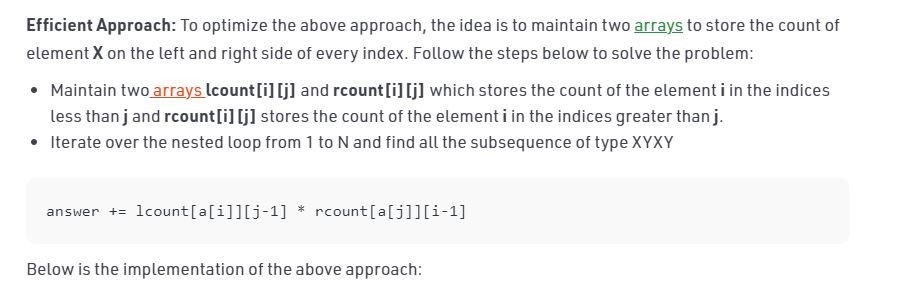 Efficient Approach: To optimize the above approach, the idea is to maintain two arrays to store the count of
element X on the left and right side of every index. Follow the steps below to solve the problem:
• Maintain two arrays lcount[i][j] and rcount[i][j] which stores the count of the element i in the indices
less than j and rcount[i][j] stores the count of the element i in the indices greater than j.
• Iterate over the nested loop from 1 to N and find all the subsequence of type XYXY
answer += lcount[a[i]][j-1] * rcount[a[j]][i-1]
Below is the implementation of the above approach: